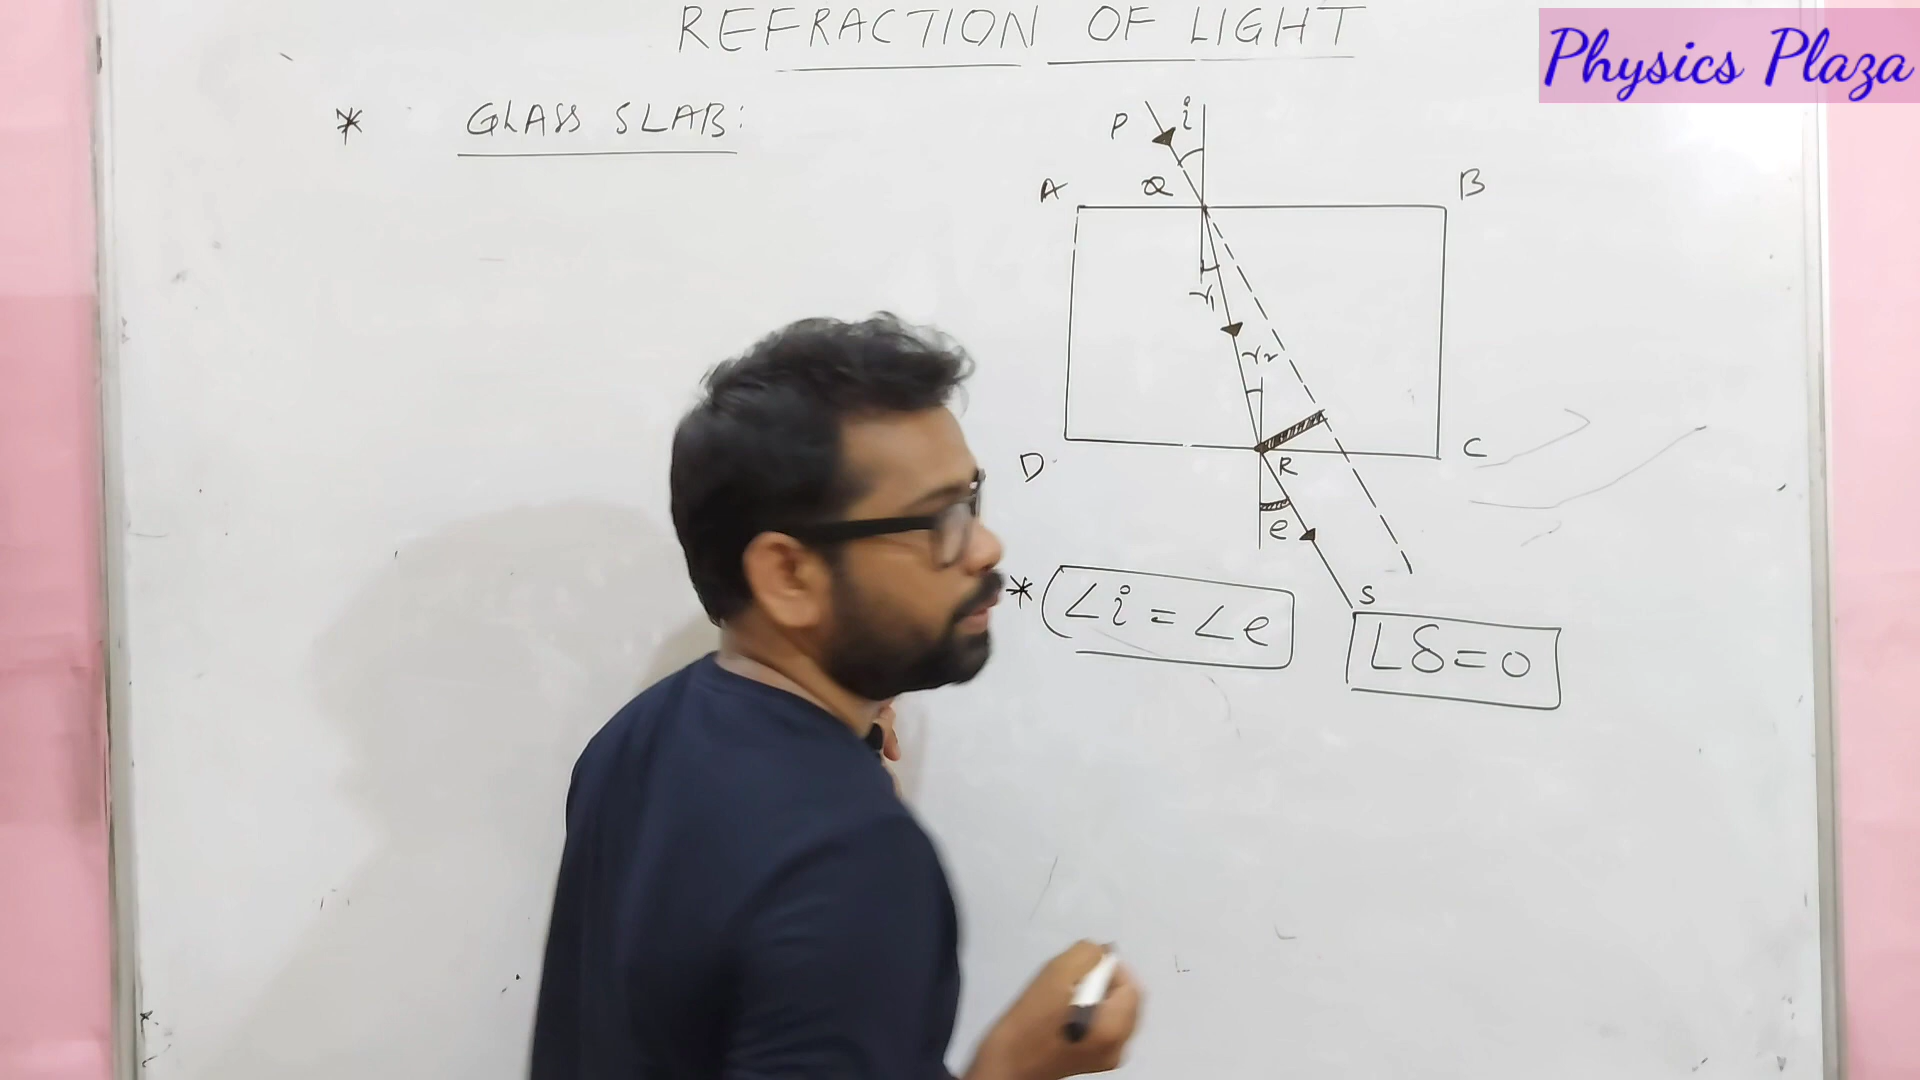 REFRACTION OF LIGHT
Physics Plaza
* GLASS SLAB:
P i
A Q B
r₁
r₂
D R C
e
S
* ∠i = ∠e
∠δ = 0